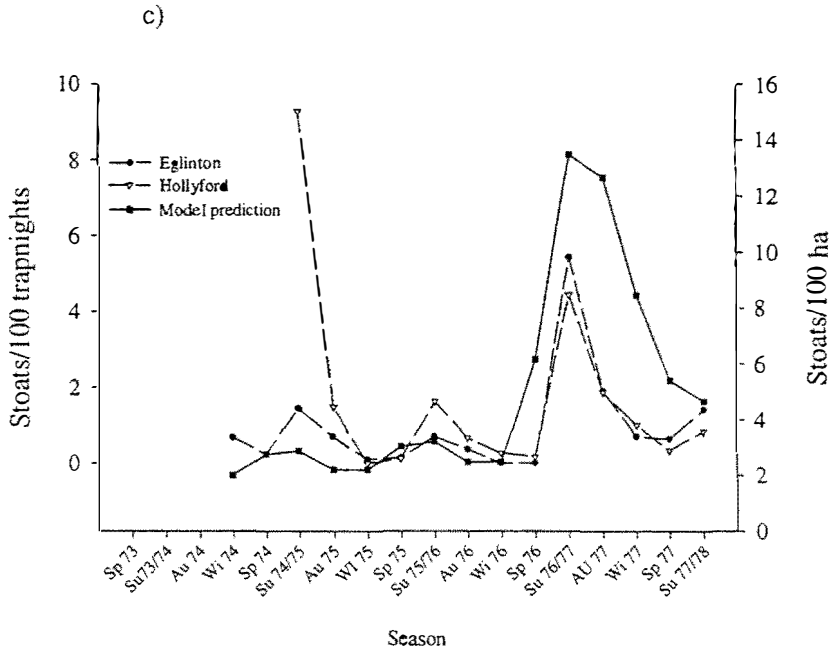 c)
10
8
6
4
2
0
Stoats/100 trapnights
Eglinton
Hollyford
Model prediction
16
14
12
10
8
6
4
2
0
Stoats/100 ha
Sp 73
Su73/74
Au 74
Wi 74
Sp 74
Su 74/75
Au 75
WI 75
Sp 75
Su 75/76
Au 76
Wi 76
Sp 76
Su 76/77
AU 77
Wi 77
Sp 77
Su 77/78
Season